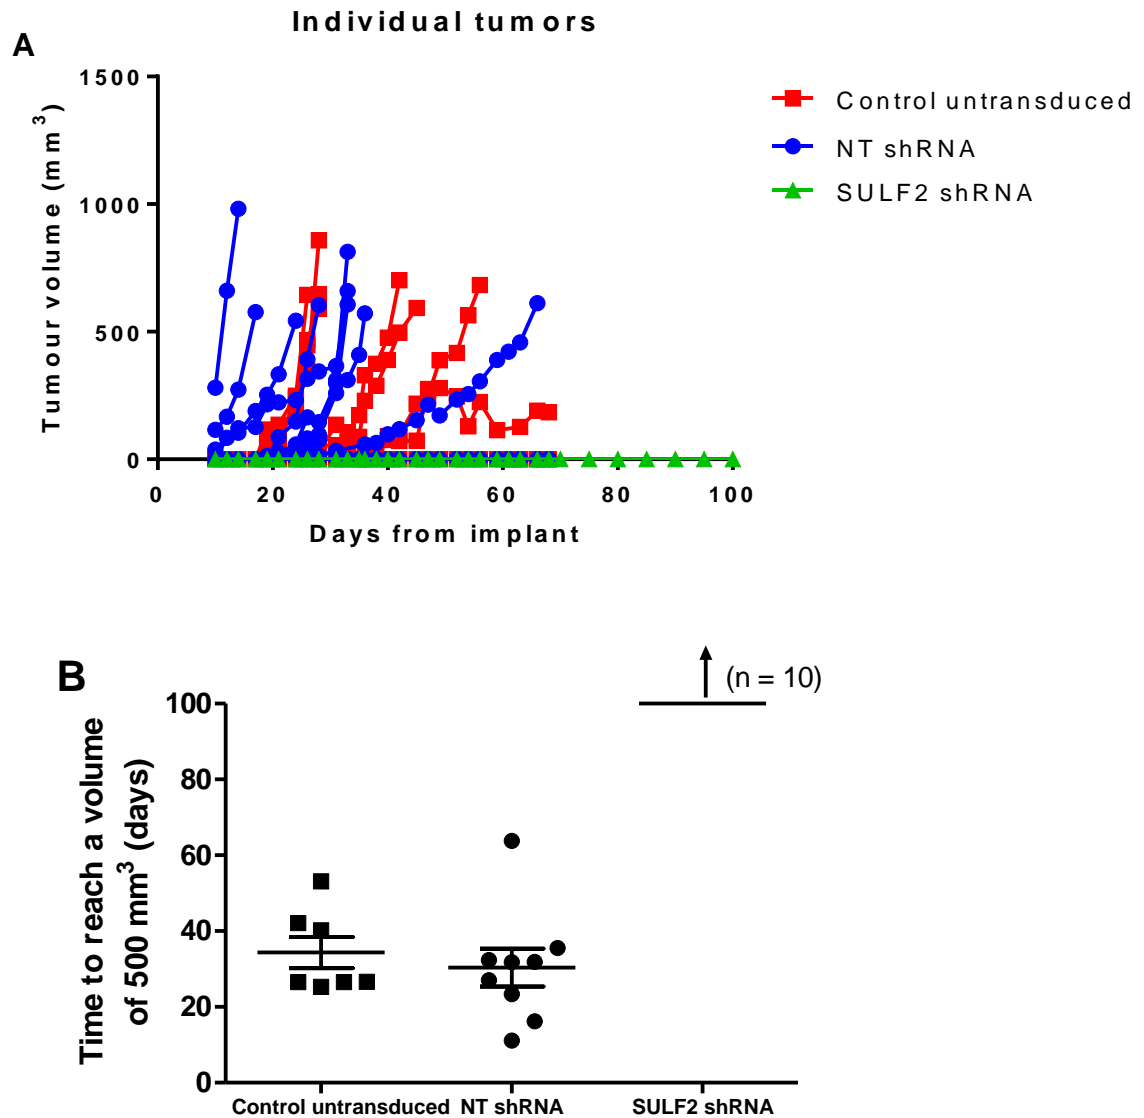 Individual tumors
A
Tumour volume (mm³)
1500
1000
500
0
0 20 40 60 80 100
Days from implant
Control untransduced
NT shRNA
SULF2 shRNA
B
(n = 10)
Time to reach a volume
of 500 mm³ (days)
100
80
60
40
20
0
Control untransduced NT shRNA SULF2 shRNA